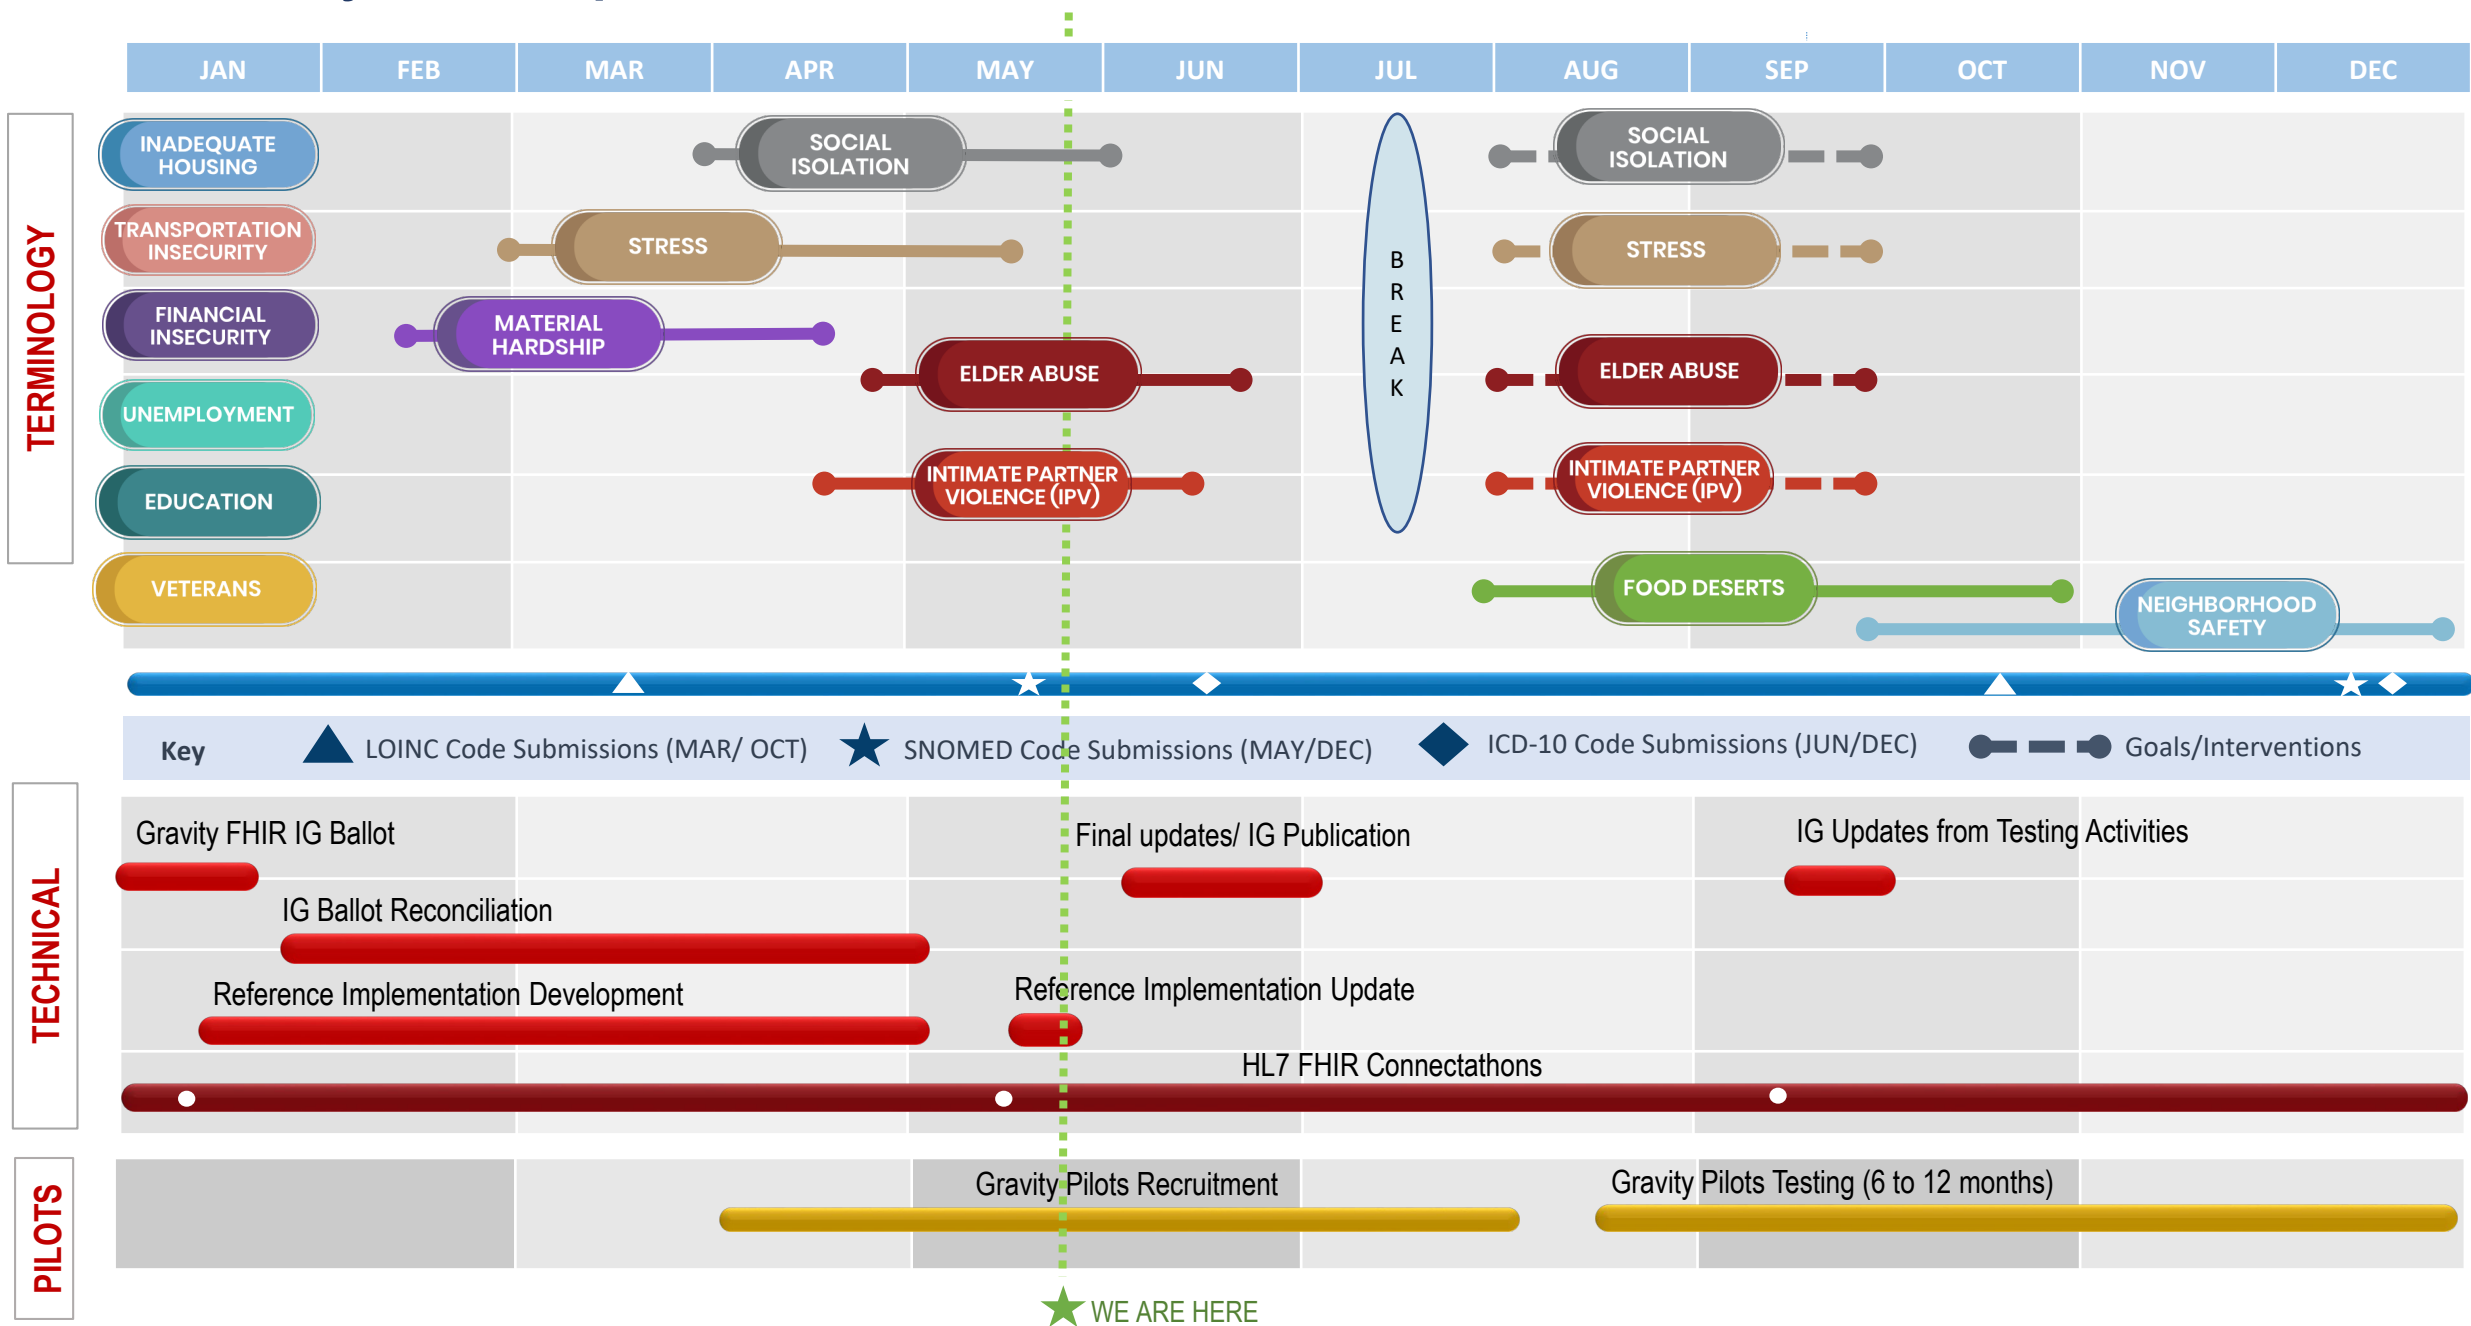 JAN FEB MAR APR MAY JUN JUL AUG SEP OCT NOV DEC
TERMINOLOGY
INADEQUATE
HOUSING
SOCIAL
ISOLATION
SOCIAL
ISOLATION
TRANSPORTATION
INSECURITY
STRESS
STRESS
FINANCIAL
INSECURITY
MATERIAL
HARDSHIP
ELDER ABUSE
ELDER ABUSE
B
R
E
A
K
UNEMPLOYMENT
EDUCATION
INTIMATE PARTNER
VIOLENCE (IPV)
INTIMATE PARTNER
VIOLENCE (IPV)
VETERANS
FOOD DESERTS
NEIGHBORHOOD
SAFETY
Key
LOINC Code Submissions (MAR/ OCT)
SNOMED Code Submissions (MAY/DEC)
ICD-10 Code Submissions (JUN/DEC)
Goals/Interventions
TECHNICAL
Gravity FHIR IG Ballot
Final updates/ IG Publication
IG Updates from Testing Activities
IG Ballot Reconciliation
Reference Implementation Development
Reference Implementation Update
HL7 FHIR Connectathons
PILOTS
Gravity Pilots Recruitment
Gravity Pilots Testing (6 to 12 months)
WE ARE HERE